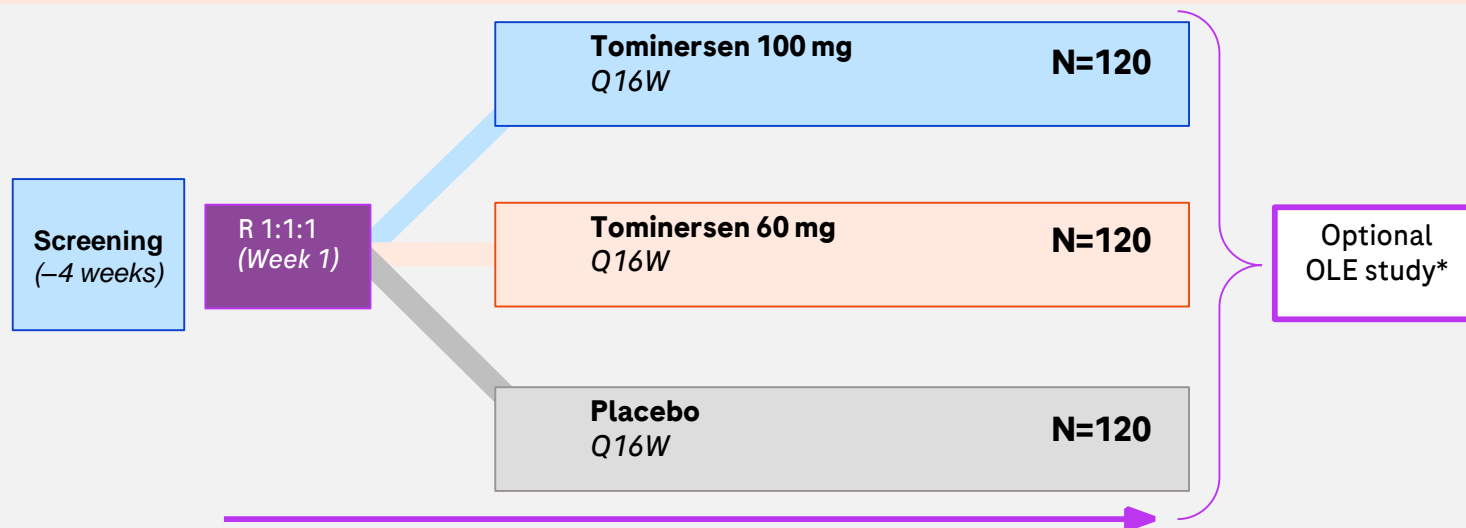 Tominersen 100 mg
Q16W
N=120
Screening
(–4 weeks)
R 1:1:1
(Week 1)
Tominersen 60 mg
Q16W
N=120
Optional
OLE study*
Placebo
Q16W
N=120